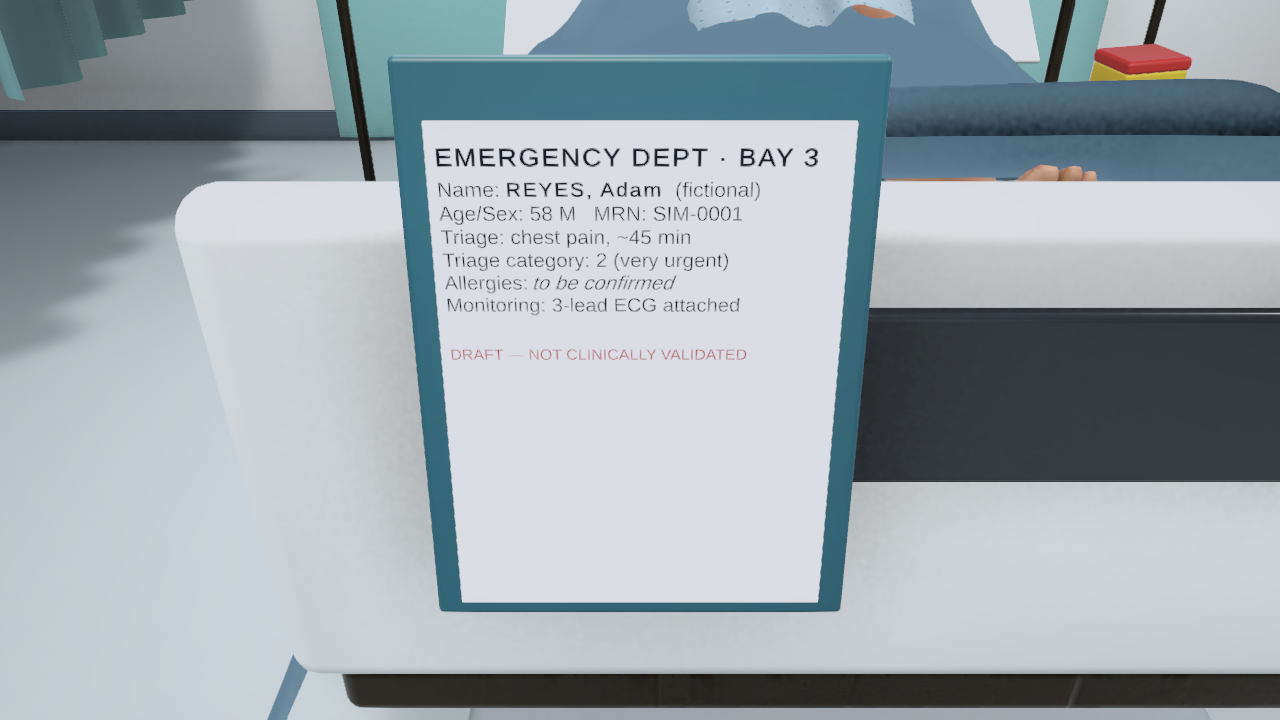 EMERGENCY DEPT · BAY 3
Name: REYES, Adam (fictional)
Age/Sex: 58 M MRN: SIM-0001
Triage: chest pain, ~45 min
Triage category: 2 (very urgent)
Allergies: to be confirmed
Monitoring: 3-lead ECG attached
DRAFT — NOT CLINICALLY VALIDATED